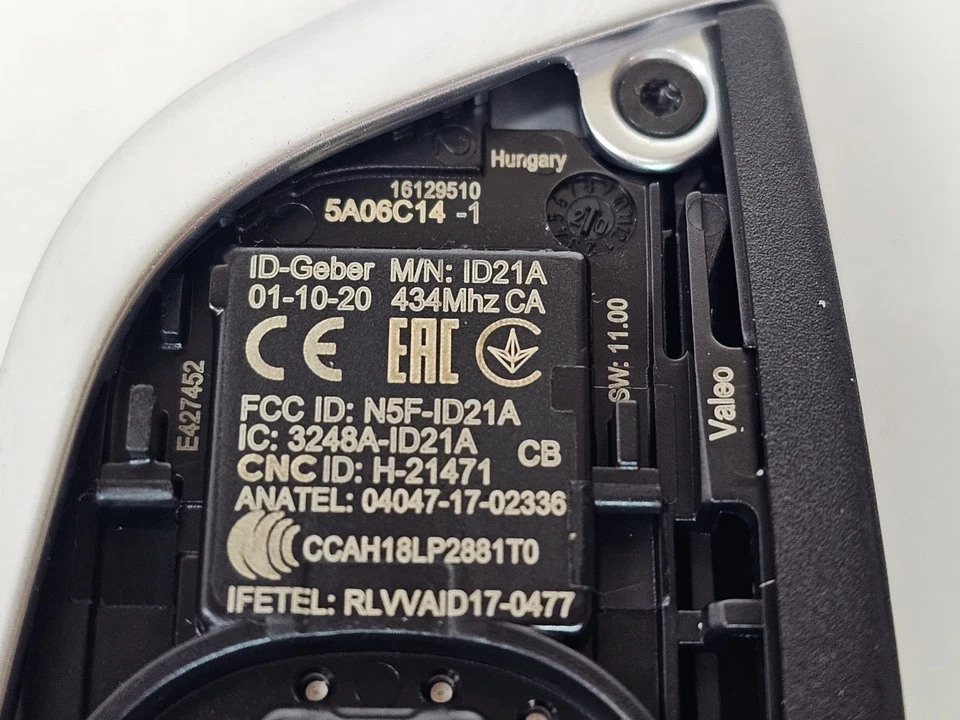 Hungary
16129510
5A06C14 -1
ID-Geber M/N: ID21A
01-10-20 434Mhz CA
CE
EAC
FCC ID: N5F-ID21A
IC: 3248A-ID21A
CB
CNC ID: H-21471
ANATEL: 04047-17-02336
CCAH18LP2881T0
IFETEL: RLVVAID17-0477
E427452
SW: 11.00
Valeo